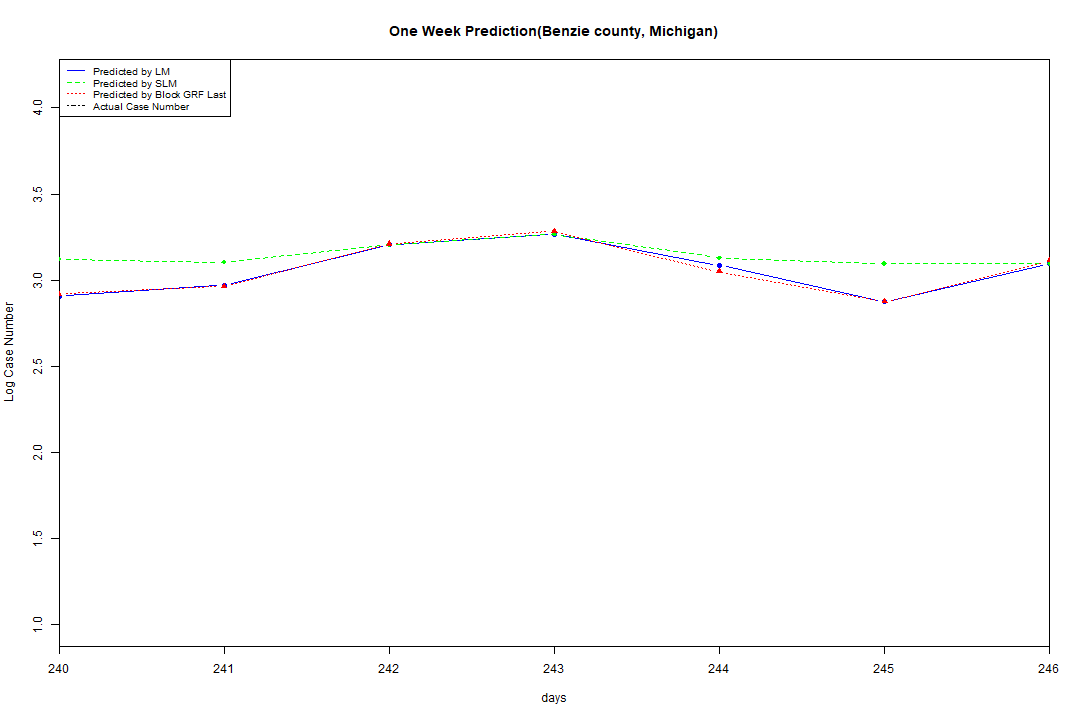 One Week Prediction(Benzie county, Michigan)
Predicted by LM
Predicted by SLM
Predicted by Block GRF Last
Actual Case Number
4.0
3.5
3.0
2.5
2.0
1.5
1.0
Log Case Number
240 241 242 243 244 245 246
days